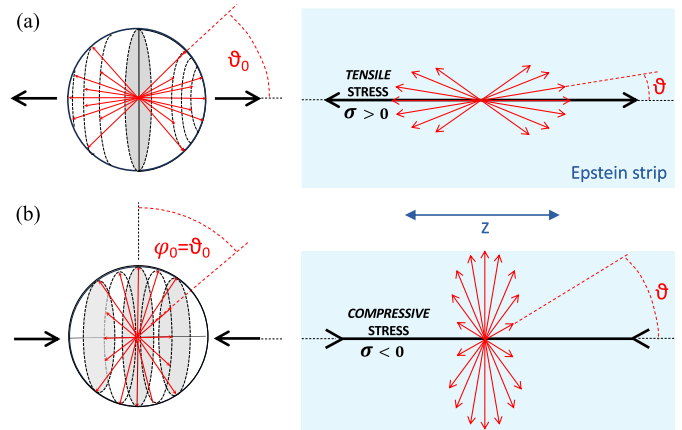 (a)
ϑ₀
TENSILE
STRESS
σ > 0
ϑ
Epstein strip
(b)
z
φ₀=ϑ₀
COMPRESSIVE
STRESS
σ < 0
ϑ